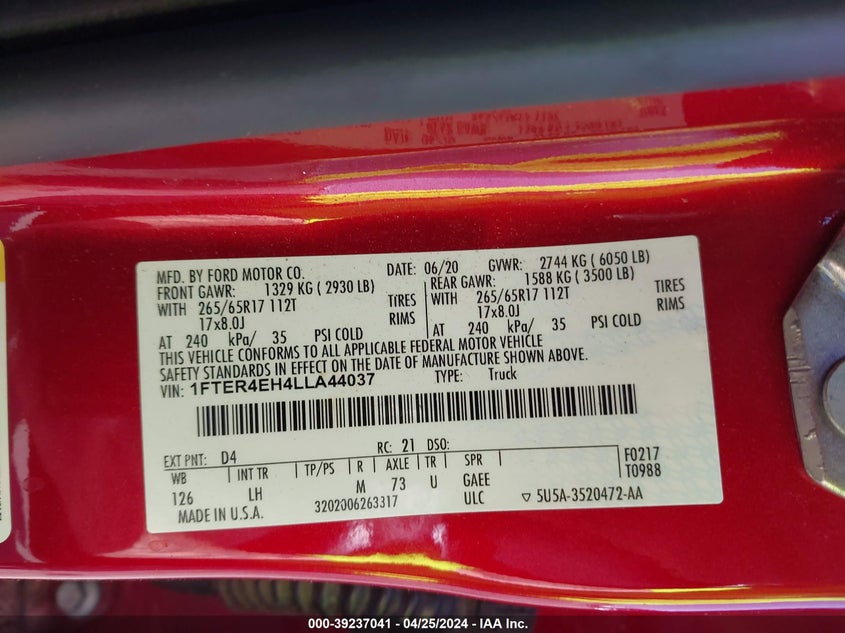 MFD. BY FORD MOTOR CO. DATE: 06/20 GVWR: 2744 KG ( 6050 LB)
FRONT GAWR: 1329 KG ( 2930 LB) REAR GAWR: 1588 KG ( 3500 LB)
WITH 265/65R17 112T TIRES WITH 265/65R17 112T TIRES
17x8.0J RIMS 17x8.0J RIMS
AT 240 kPa/ 35 PSI COLD AT 240 kPa/ 35 PSI COLD
THIS VEHICLE CONFORMS TO ALL APPLICABLE FEDERAL MOTOR VEHICLE
SAFETY STANDARDS IN EFFECT ON THE DATE OF MANUFACTURE SHOWN ABOVE.
VIN: 1FTER4EH4LLA44037 TYPE: Truck
EXT PNT: D4 RC: 21 DSO: F0217
WB INT TR TP/PS R AXLE TR SPR T0988
126 LH M 73 U GAEE
MADE IN U.S.A. 3202006263317 ULC ▽ 5U5A-3520472-AA
000-39237041 - 04/25/2024 - IAA Inc.